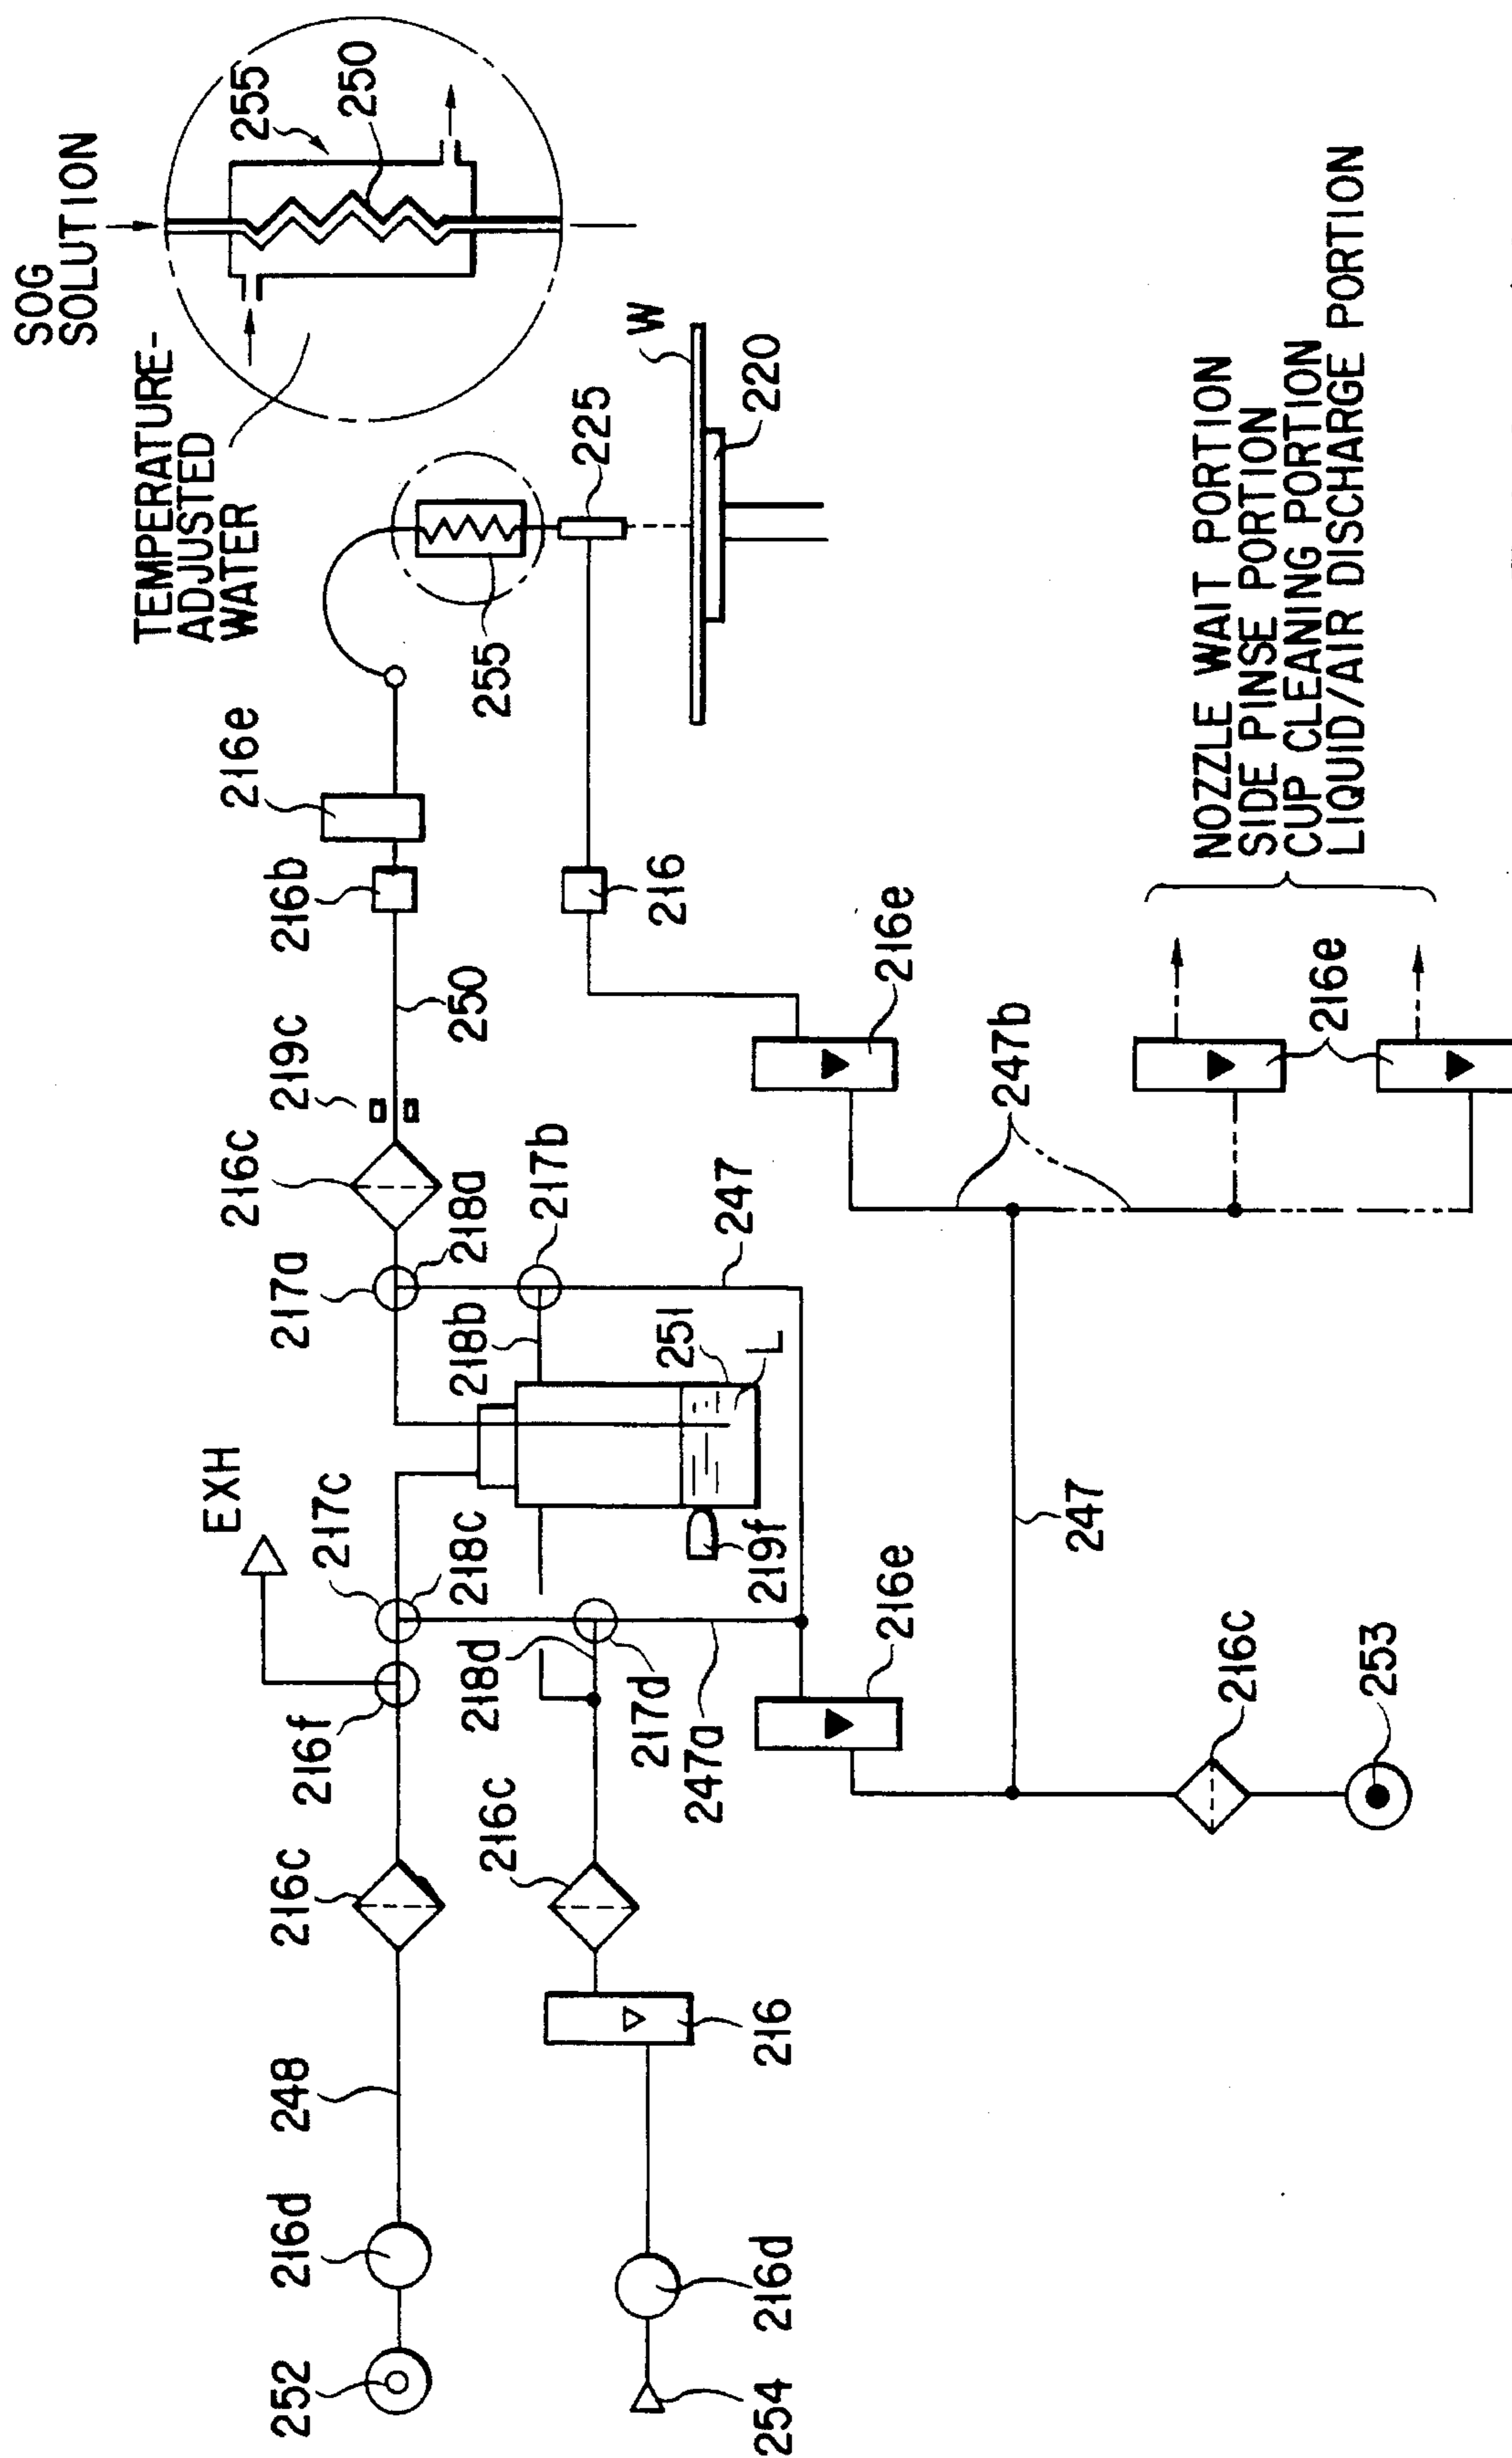 SOG
SOLUTION
TEMPERATURE-
ADJUSTED
WATER
255
250
W
220
225
255
216e
216b
216
250
219c
216c
217a
218a
217b
247
218b
251
L
219f
EXH
217c
218c
216f
218d
217d
247a
216e
216c
216c
248
216
216d
252
216d
254
216e
247b
216e
NOZZLE WAIT PORTION
SIDE PINSE PORTION
CUP CLEANING PORTION
LIQUID/AIR DISCHARGE PORTION
247
216c
253